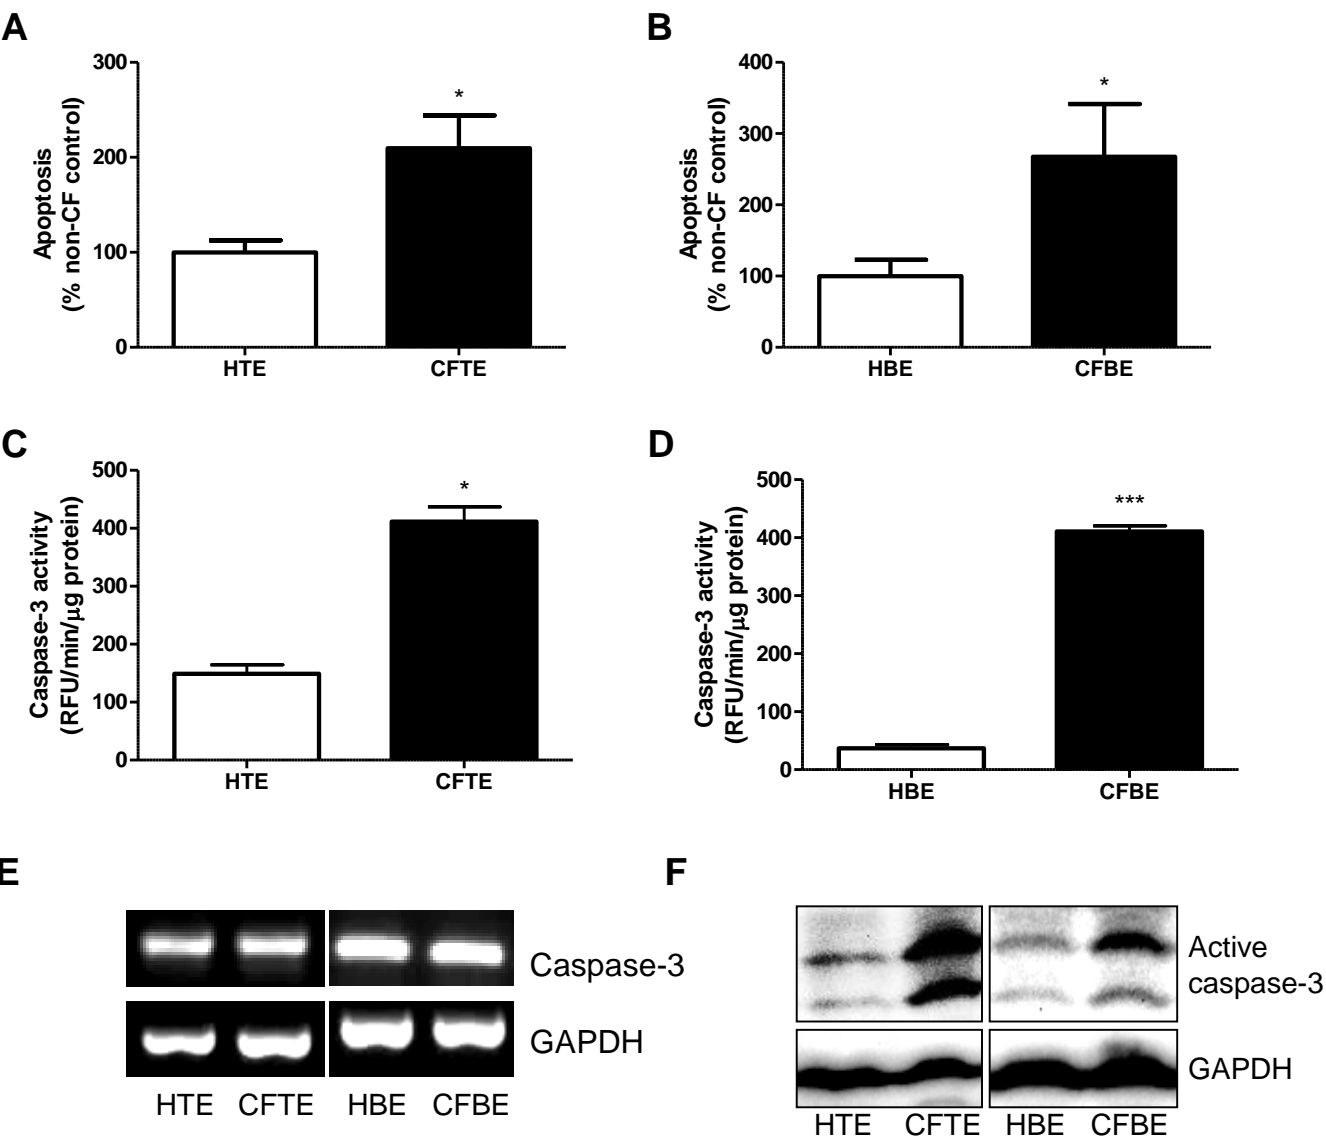 A
Apoptosis
(% non-CF control)
300
200
100
0
*
HTE
CFTE
B
Apoptosis
(% non-CF control)
400
300
200
100
0
*
HBE
CFBE
C
Caspase-3 activity
(RFU/min/μg protein)
500
400
300
200
100
0
*
HTE
CFTE
D
Caspase-3 activity
(RFU/min/μg protein)
500
400
300
200
100
0
***
HBE
CFBE
E
Caspase-3
GAPDH
HTE CFTE HBE CFBE
F
Active
caspase-3
GAPDH
HTE CFTE HBE CFBE